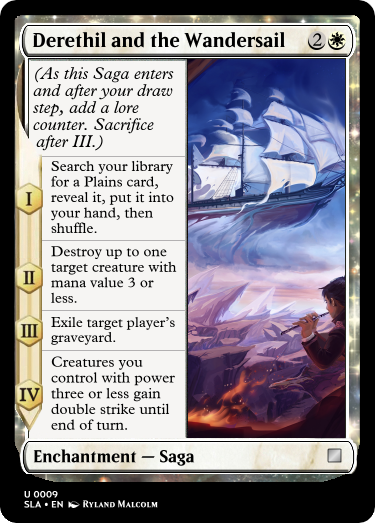 Derethil and the Wandersail 2
(As this Saga enters
and after your draw
step, add a lore
counter. Sacrifice
after III.)
I
Search your library
for a Plains card,
reveal it, put it into
your hand, then
shuffle.
II
Destroy up to one
target creature with
mana value 3 or
less.
III
Exile target player's
graveyard.
IV
Creatures you
control with power
three or less gain
double strike until
end of turn.
Enchantment — Saga
U 0009
SLA • EN Ryland Malcolm